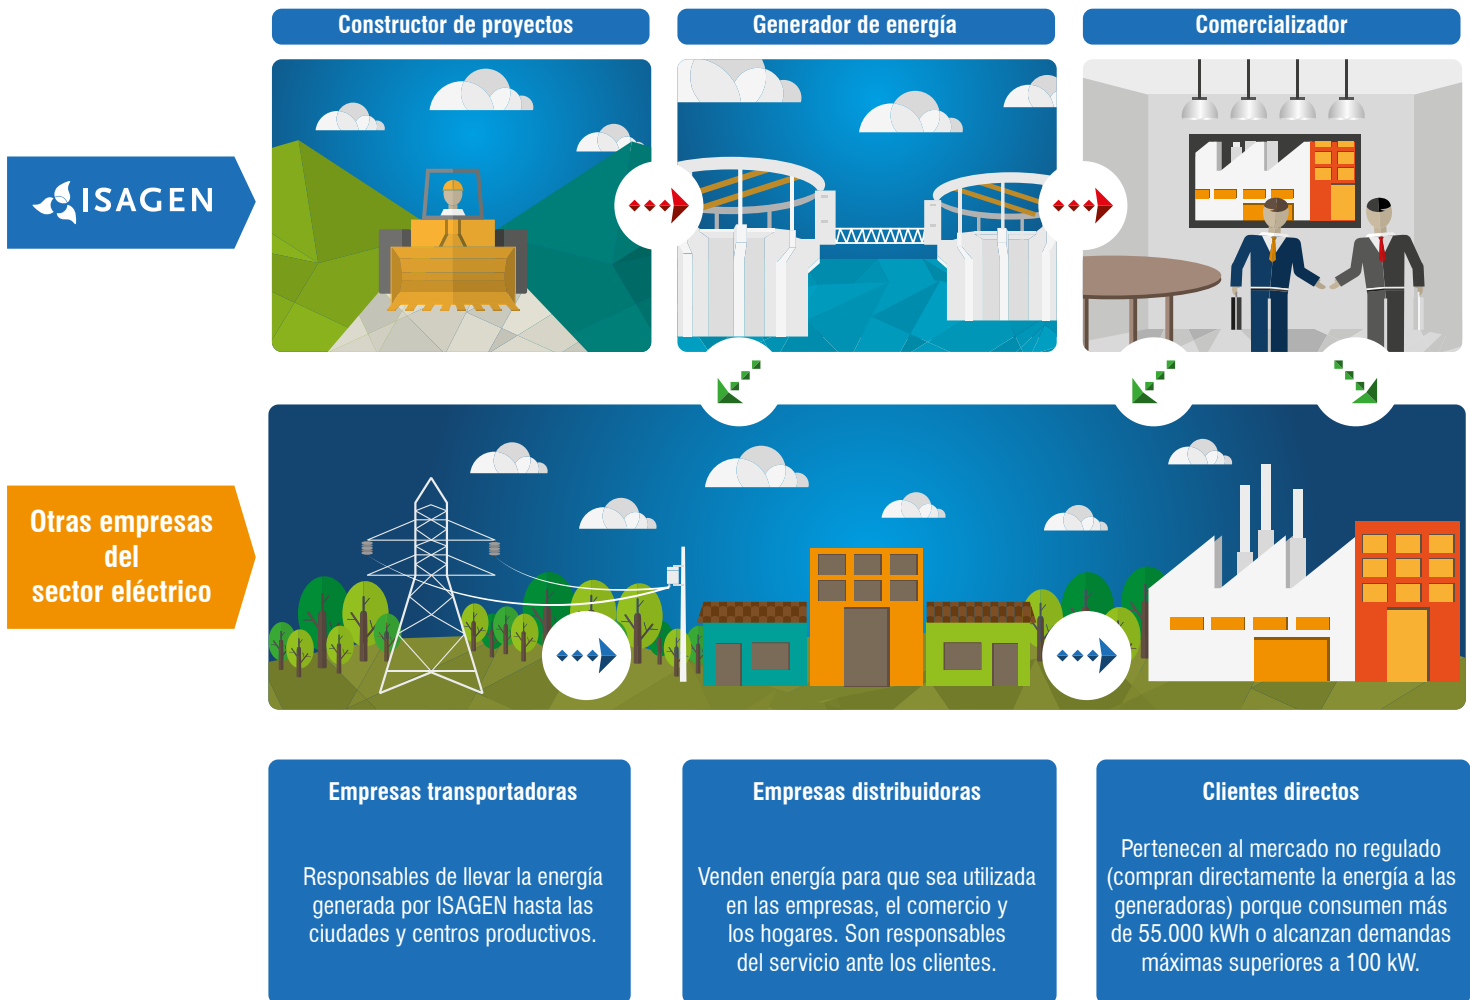 Constructor de proyectos
Generador de energía
Comercializador
ISAGEN
Otras empresas
del
sector eléctrico
Empresas transportadoras
Responsables de llevar la energía
generada por ISAGEN hasta las
ciudades y centros productivos.
Empresas distribuidoras
Venden energía para que sea utilizada
en las empresas, el comercio y
los hogares. Son responsables
del servicio ante los clientes.
Clientes directos
Pertenecen al mercado no regulado
(compran directamente la energía a las
generadoras) porque consumen más
de 55.000 kWh o alcanzan demandas
máximas superiores a 100 kW.